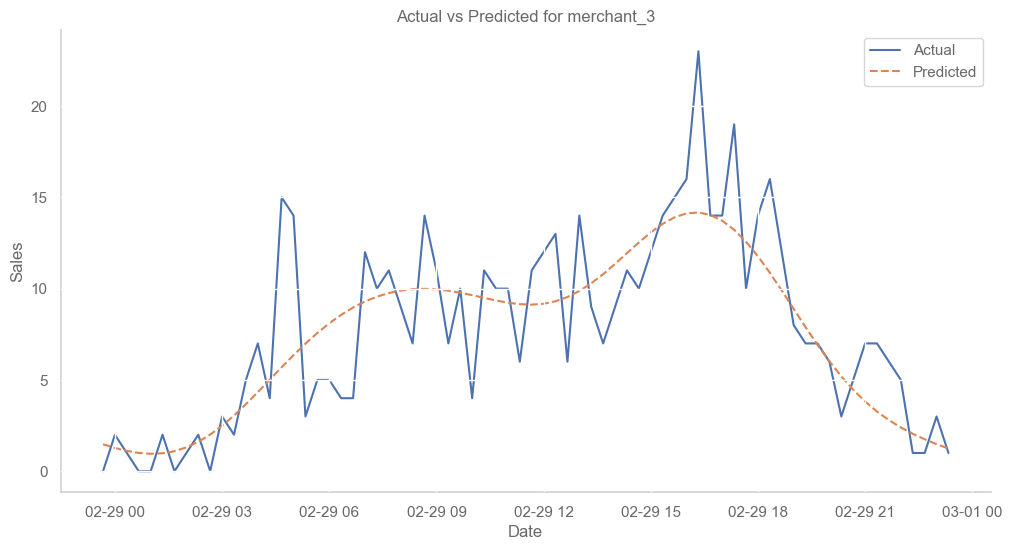 Actual vs Predicted for merchant_3
Actual
Predicted
Sales
20
15
10
5
0
02-29 00
02-29 03
02-29 06
02-29 09
02-29 12
02-29 15
02-29 18
02-29 21
03-01 00
Date